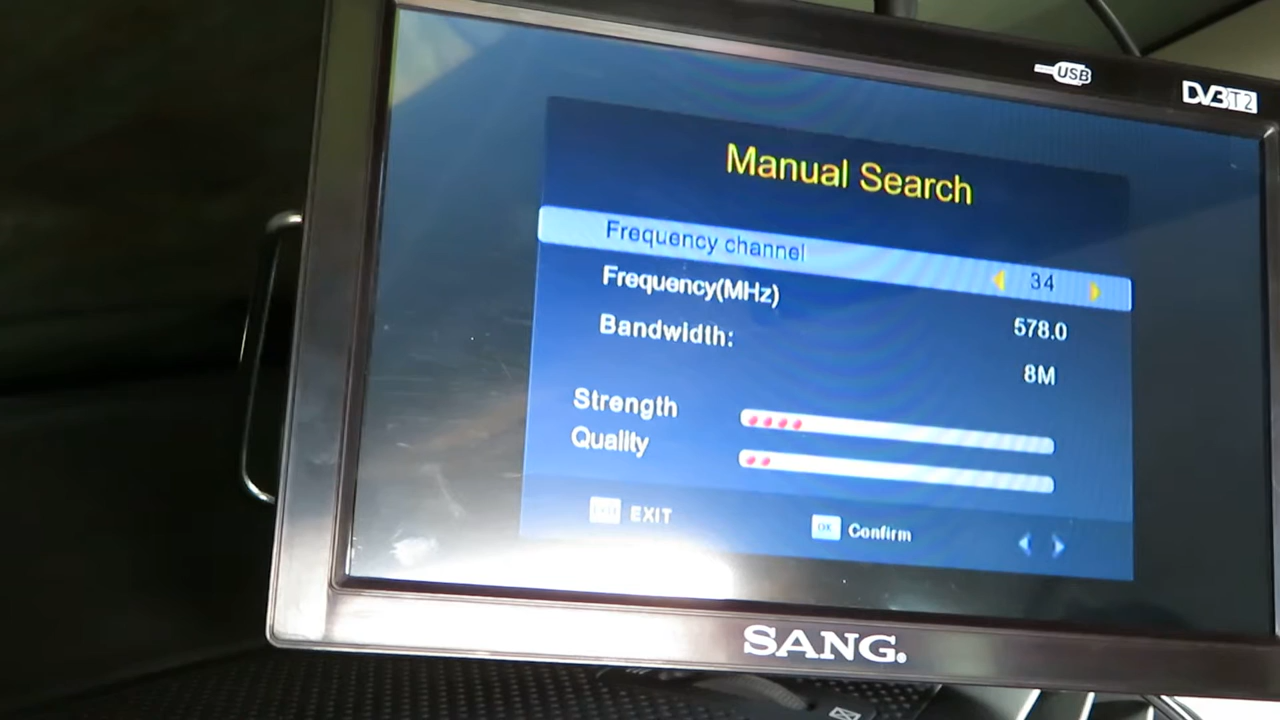 USB
DVB T2
Manual Search
Frequency channel 34
Frequency(MHz) 578.0
Bandwidth: 8M
Strength
Quality
EXIT EXIT
OK Confirm
SANG.